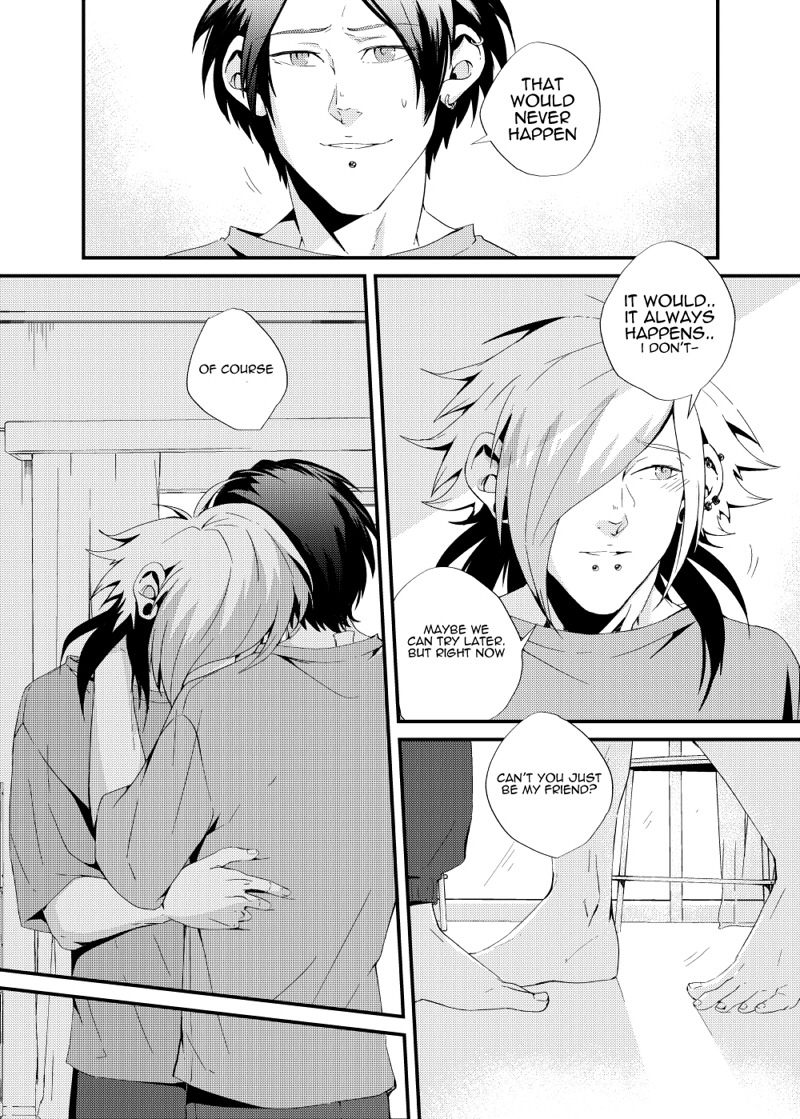 THAT
WOULD
NEVER
HAPPEN
IT WOULD..
IT ALWAYS
HAPPENS..
I DON'T-
MAYBE WE
CAN TRY LATER,
BUT RIGHT NOW
CAN'T YOU JUST
BE MY FRIEND?
OF COURSE